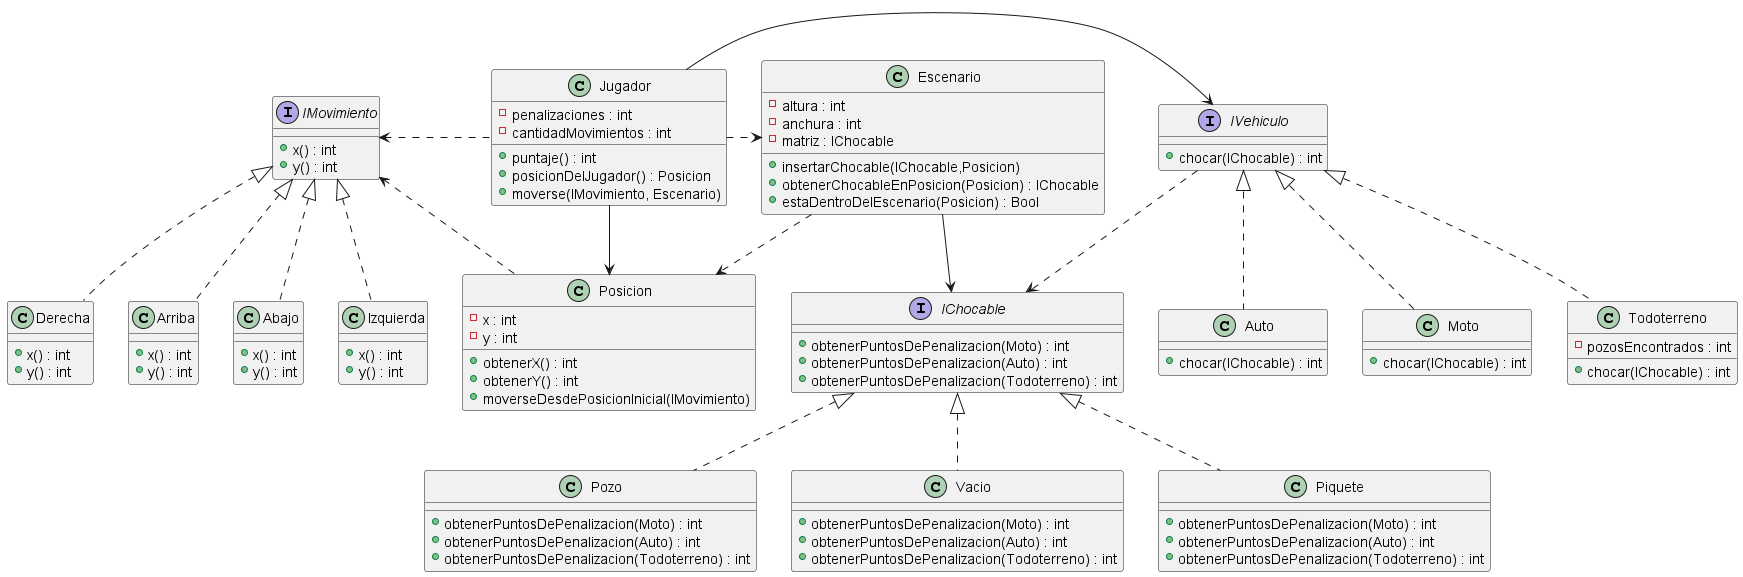 C Jugador
penalizaciones : int
cantidadMovimientos : int
puntaje() : int
posicionDelJugador() : Posicion
moverse(IMovimiento, Escenario)
C Escenario
altura : int
anchura : int
matriz : IChocable
insertarChocable(IChocable,Posicion)
obtenerChocableEnPosicion(Posicion) : IChocable
estaDentroDelEscenario(Posicion) : Bool
I IMovimiento
x() : int
y() : int
I IVehiculo
chocar(IChocable) : int
C Derecha
x() : int
y() : int
C Arriba
x() : int
y() : int
C Abajo
x() : int
y() : int
C Izquierda
x() : int
y() : int
C Posicion
x : int
y : int
obtenerX() : int
obtenerY() : int
moverseDesdePosicionInicial(IMovimiento)
I IChocable
obtenerPuntosDePenalizacion(Moto) : int
obtenerPuntosDePenalizacion(Auto) : int
obtenerPuntosDePenalizacion(Todoterreno) : int
C Auto
chocar(IChocable) : int
C Moto
chocar(IChocable) : int
C Todoterreno
pozosEncontrados : int
chocar(IChocable) : int
C Pozo
obtenerPuntosDePenalizacion(Moto) : int
obtenerPuntosDePenalizacion(Auto) : int
obtenerPuntosDePenalizacion(Todoterreno) : int
C Vacio
obtenerPuntosDePenalizacion(Moto) : int
obtenerPuntosDePenalizacion(Auto) : int
obtenerPuntosDePenalizacion(Todoterreno) : int
C Piquete
obtenerPuntosDePenalizacion(Moto) : int
obtenerPuntosDePenalizacion(Auto) : int
obtenerPuntosDePenalizacion(Todoterreno) : int